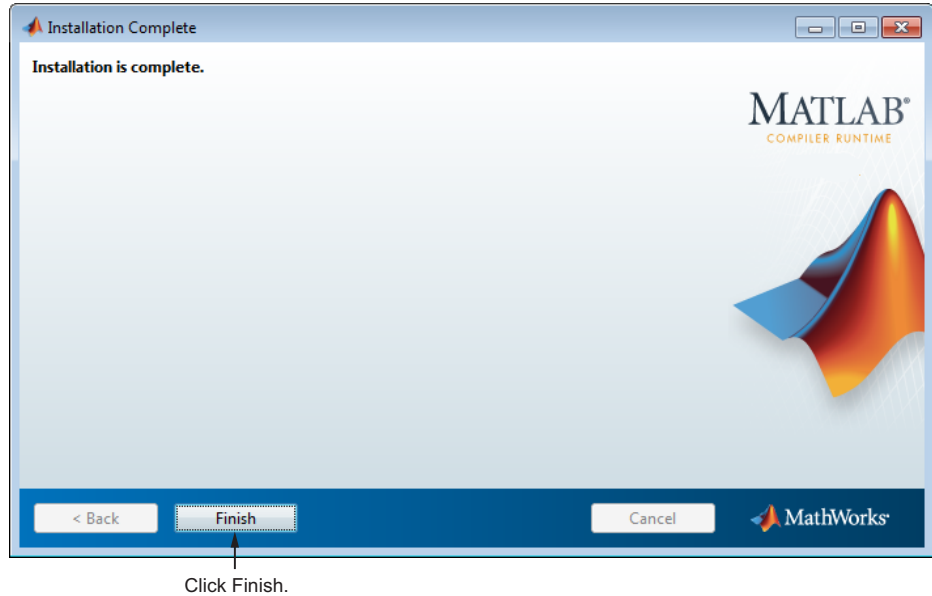 Installation Complete
Installation is complete.
MATLAB®
COMPILER RUNTIME
< Back
Finish
Cancel
MathWorks®
Click Finish.